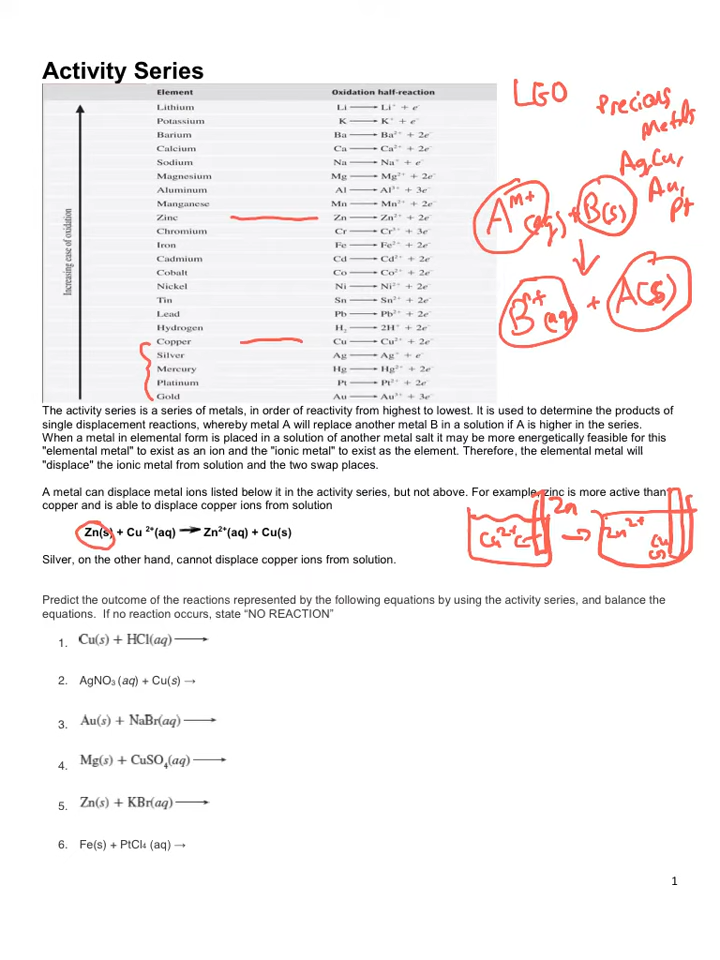 Activity Series
Element Oxidation half-reaction
Lithium Li ⟶ Li⁺ + e⁻
Potassium K ⟶ K⁺ + e⁻
Barium Ba ⟶ Ba²⁺ + 2e⁻
Calcium Ca ⟶ Ca²⁺ + 2e⁻
Sodium Na ⟶ Na⁺ + e⁻
Magnesium Mg ⟶ Mg²⁺ + 2e⁻
Aluminum Al ⟶ Al³⁺ + 3e⁻
Manganese Mn ⟶ Mn²⁺ + 2e⁻
Zinc Zn ⟶ Zn²⁺ + 2e⁻
Chromium Cr ⟶ Cr³⁺ + 3e⁻
Iron Fe ⟶ Fe²⁺ + 2e⁻
Cadmium Cd ⟶ Cd²⁺ + 2e⁻
Cobalt Co ⟶ Co²⁺ + 2e⁻
Nickel Ni ⟶ Ni²⁺ + 2e⁻
Tin Sn ⟶ Sn²⁺ + 2e⁻
Lead Pb ⟶ Pb²⁺ + 2e⁻
Hydrogen H₂ ⟶ 2H⁺ + 2e⁻
Copper Cu ⟶ Cu²⁺ + 2e⁻
Silver Ag ⟶ Ag⁺ + e⁻
Mercury Hg ⟶ Hg²⁺ + 2e⁻
Platinum Pt ⟶ Pt²⁺ + 2e⁻
Gold Au ⟶ Au³⁺ + 3e⁻
Increasing ease of oxidation
LEO
Precious
Metals
Ag, Cu,
Au,
Pt
Aᵐ⁺(aq) + B(s)
Bⁿ⁺(aq) + A(s)
The activity series is a series of metals, in order of reactivity from highest to lowest. It is used to determine the products of
single displacement reactions, whereby metal A will replace another metal B in a solution if A is higher in the series.
When a metal in elemental form is placed in a solution of another metal salt it may be more energetically feasible for this
"elemental metal" to exist as an ion and the "ionic metal" to exist as the element. Therefore, the elemental metal will
"displace" the ionic metal from solution and the two swap places.
A metal can displace metal ions listed below it in the activity series, but not above. For example, zinc is more active than
copper and is able to displace copper ions from solution
Zn
Zn(s) + Cu ²⁺(aq) ⟶ Zn²⁺(aq) + Cu(s)
Cu²⁺
Zn²⁺
Cu
(s)
Silver, on the other hand, cannot displace copper ions from solution.
Predict the outcome of the reactions represented by the following equations by using the activity series, and balance the
equations. If no reaction occurs, state “NO REACTION”
1. Cu(s) + HCl(aq) ⟶
2. AgNO₃ (aq) + Cu(s) →
3. Au(s) + NaBr(aq) ⟶
4. Mg(s) + CuSO₄(aq) ⟶
5. Zn(s) + KBr(aq) ⟶
6. Fe(s) + PtCl₄ (aq) →
1